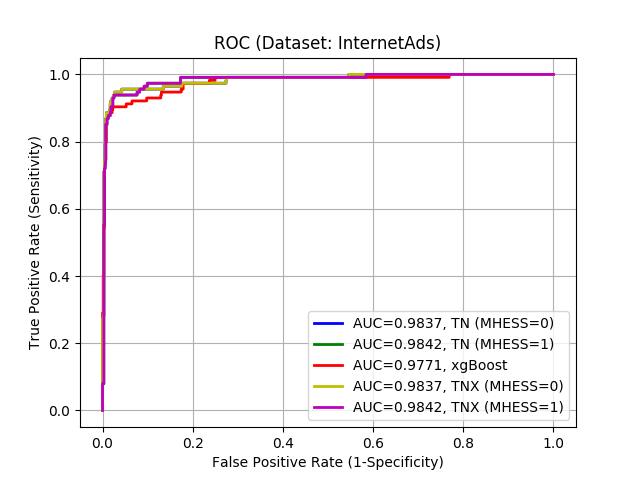 ROC (Dataset: InternetAds)
True Positive Rate (Sensitivity)
1.0
0.8
0.6
0.4
0.2
0.0
AUC=0.9837, TN (MHESS=0)
AUC=0.9842, TN (MHESS=1)
AUC=0.9771, xgBoost
AUC=0.9837, TNX (MHESS=0)
AUC=0.9842, TNX (MHESS=1)
0.0 0.2 0.4 0.6 0.8 1.0
False Positive Rate (1-Specificity)